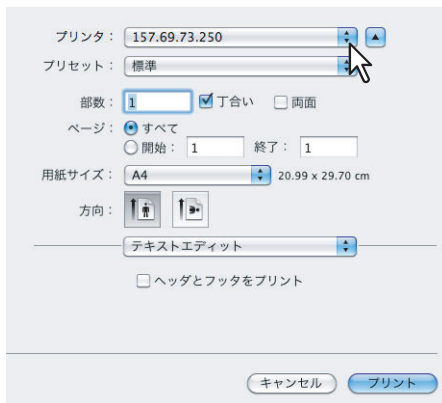 プリンタ： 157.69.73.250
プリセット： 標準
部数： 1 丁合い 両面
ページ： すべて
開始： 1 終了： 1
用紙サイズ： A4 20.99 x 29.70 cm
方向：
テキストエディット
ヘッダとフッタをプリント
キャンセル プリント